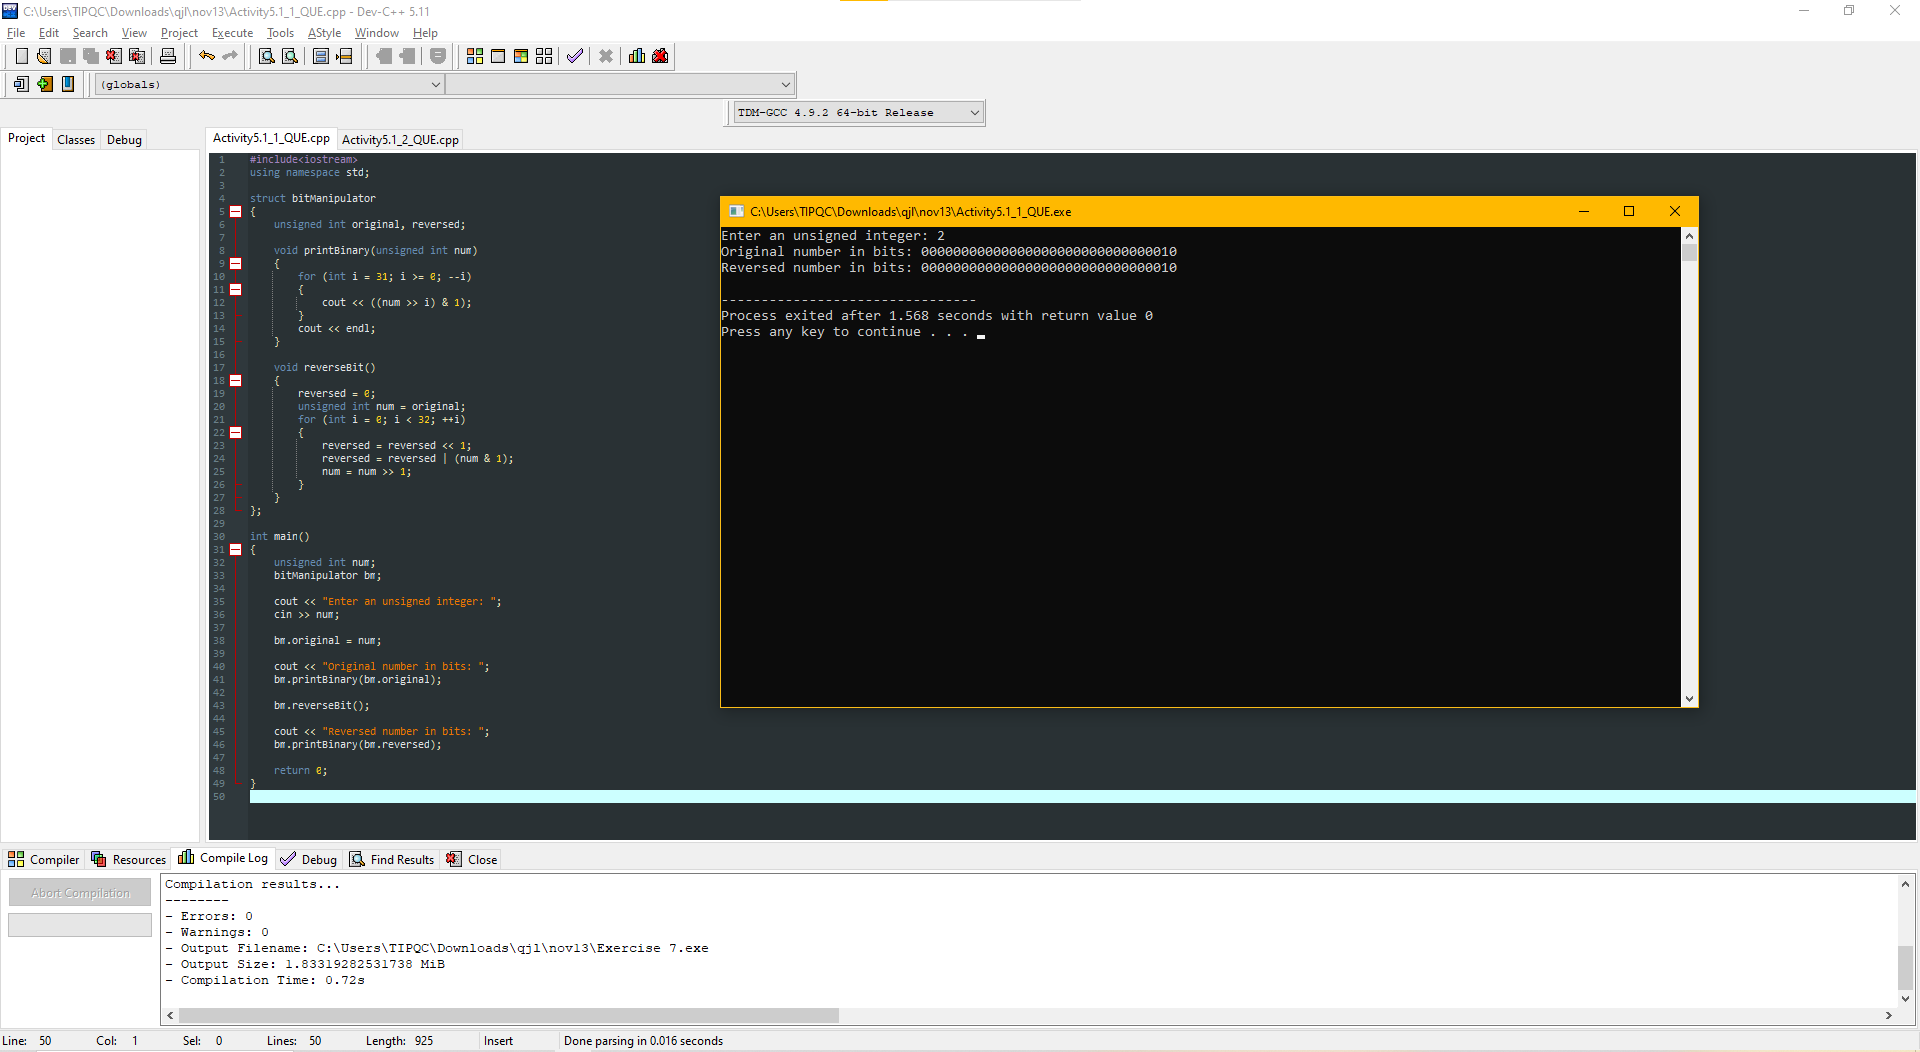 C:\Users\TIPQC\Downloads\qjl\nov13\Activity5.1_1_QUE.cpp - Dev-C++ 5.11
File Edit Search View Project Execute Tools AStyle Window Help
(globals)
TDM-GCC 4.9.2 64-bit Release
Project Classes Debug
Activity5.1_1_QUE.cpp Activity5.1_2_QUE.cpp
1 #include<iostream>
2 using namespace std;
3
4 struct bitManipulator
5 {
6 unsigned int original, reversed;
7
8 void printBinary(unsigned int num)
9 {
10 for (int i = 31; i >= 0; --i)
11 {
12 cout << ((num >> i) & 1);
13 }
14 cout << endl;
15 }
16
17 void reverseBit()
18 {
19 reversed = 0;
20 unsigned int num = original;
21 for (int i = 0; i < 32; ++i)
22 {
23 reversed = reversed << 1;
24 reversed = reversed | (num & 1);
25 num = num >> 1;
26 }
27 }
28 };
29
30 int main()
31 {
32 unsigned int num;
33 bitManipulator bm;
34
35 cout << "Enter an unsigned integer: ";
36 cin >> num;
37
38 bm.original = num;
39
40 cout << "Original number in bits: ";
41 bm.printBinary(bm.original);
42
43 bm.reverseBit();
44
45 cout << "Reversed number in bits: ";
46 bm.printBinary(bm.reversed);
47
48 return 0;
49 }
50
C:\Users\TIPQC\Downloads\qjl\nov13\Activity5.1_1_QUE.exe
Enter an unsigned integer: 2
Original number in bits: 00000000000000000000000000000010
Reversed number in bits: 00000000000000000000000000000010
--------------------------------
Process exited after 1.568 seconds with return value 0
Press any key to continue . . .
Compiler Resources Compile Log Debug Find Results Close
Abort Compilation
Compilation results...
--------
- Errors: 0
- Warnings: 0
- Output Filename: C:\Users\TIPQC\Downloads\qjl\nov13\Exercise 7.exe
- Output Size: 1.83319282531738 MiB
- Compilation Time: 0.72s
Line: 50 Col: 1 Sel: 0 Lines: 50 Length: 925 Insert Done parsing in 0.016 seconds